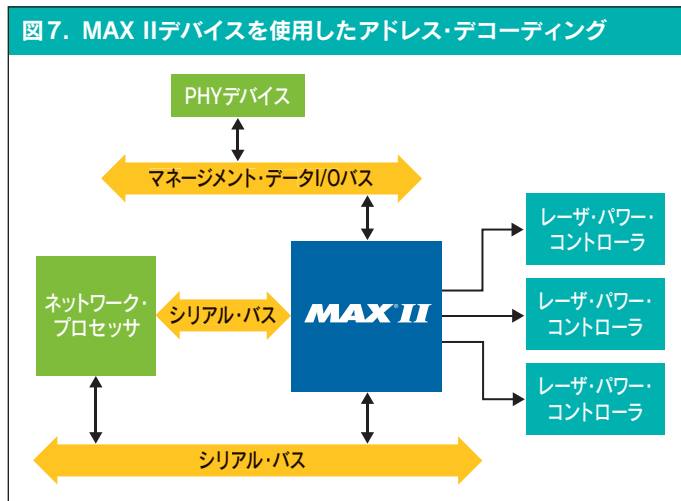 図7. MAX IIデバイスを使用したアドレス・デコーディング
PHYデバイス
マネージメント・データI/Oバス
レーザ・パワー・
コントローラ
ネットワーク・
プロセッサ
シリアル・バス
MAX® II
レーザ・パワー・
コントローラ
レーザ・パワー・
コントローラ
シリアル・バス